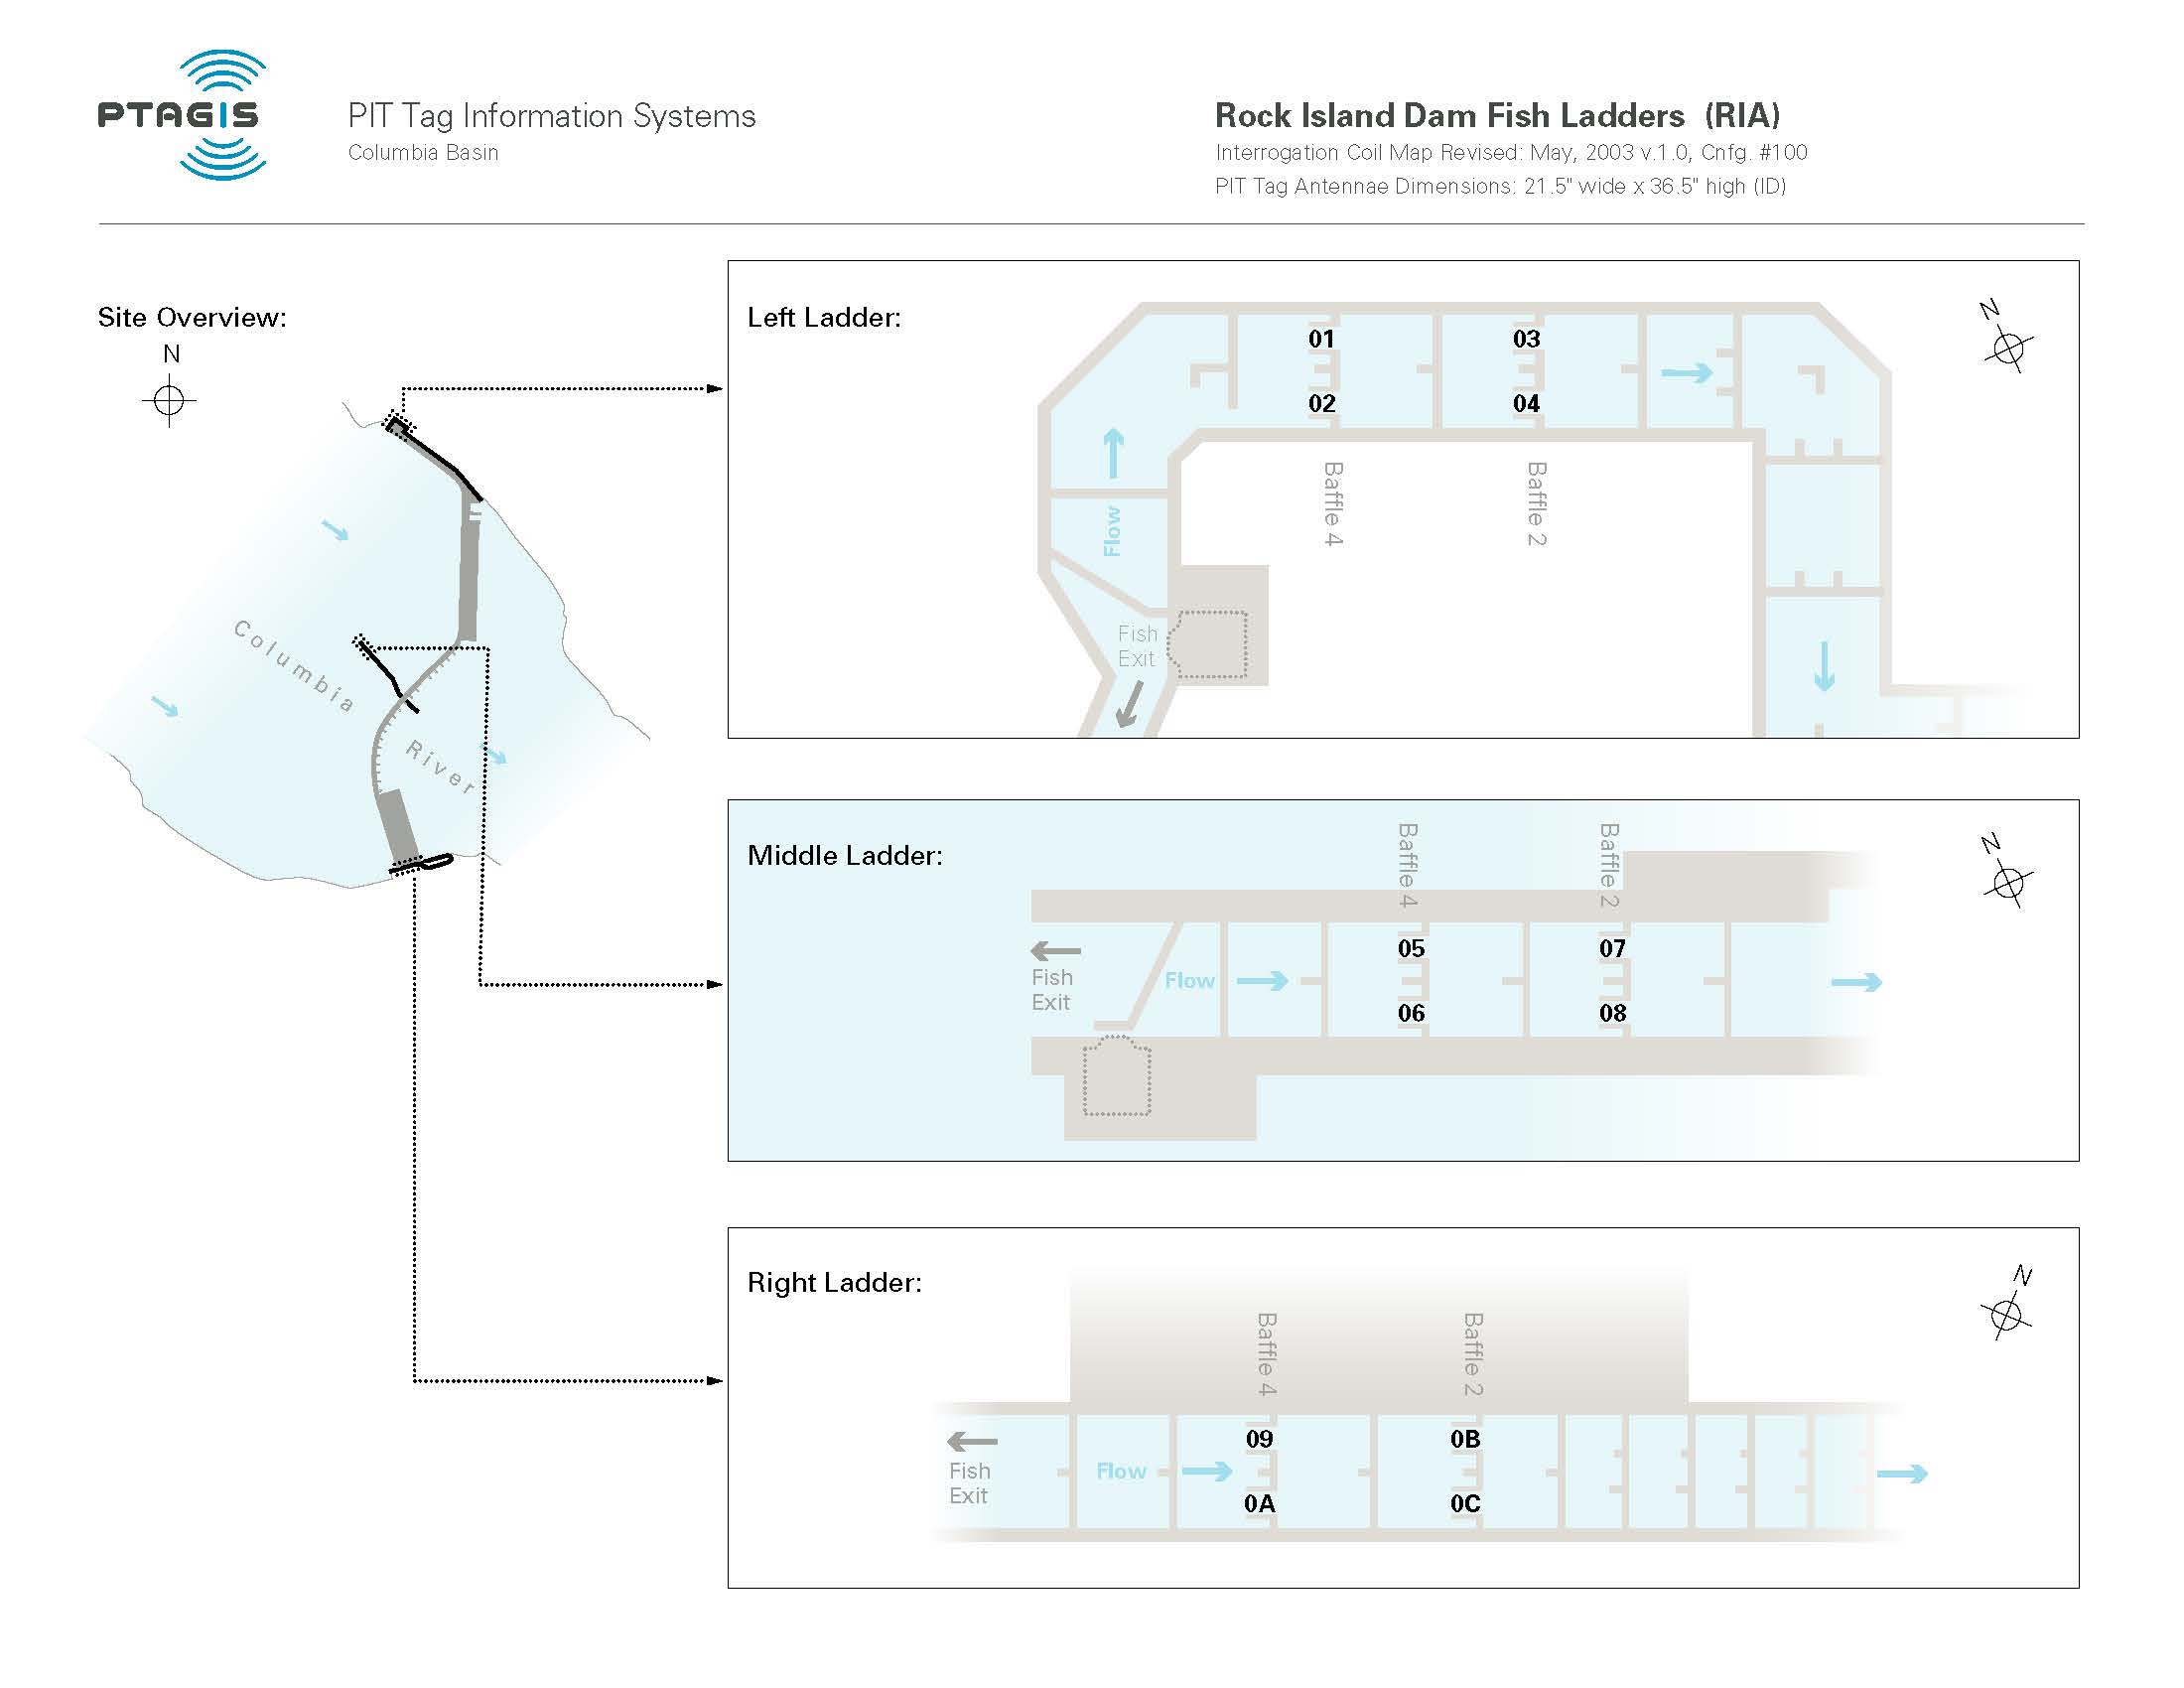 PTAGIS
PIT Tag Information Systems
Columbia Basin
Rock Island Dam Fish Ladders (RIA)
Interrogation Coil Map Revised: May, 2003 v.1.0, Cnfg. #100
PIT Tag Antennae Dimensions: 21.5" wide x 36.5" high (ID)
Site Overview:
N
Columbia
River
Left Ladder:
N
01
03
02
04
Baffle 4
Baffle 2
Flow
Fish
Exit
Middle Ladder:
N
Baffle 4
Baffle 2
05
07
Fish
Exit
Flow
06
08
Right Ladder:
N
Baffle 4
Baffle 2
09
0B
Fish
Exit
Flow
0A
0C